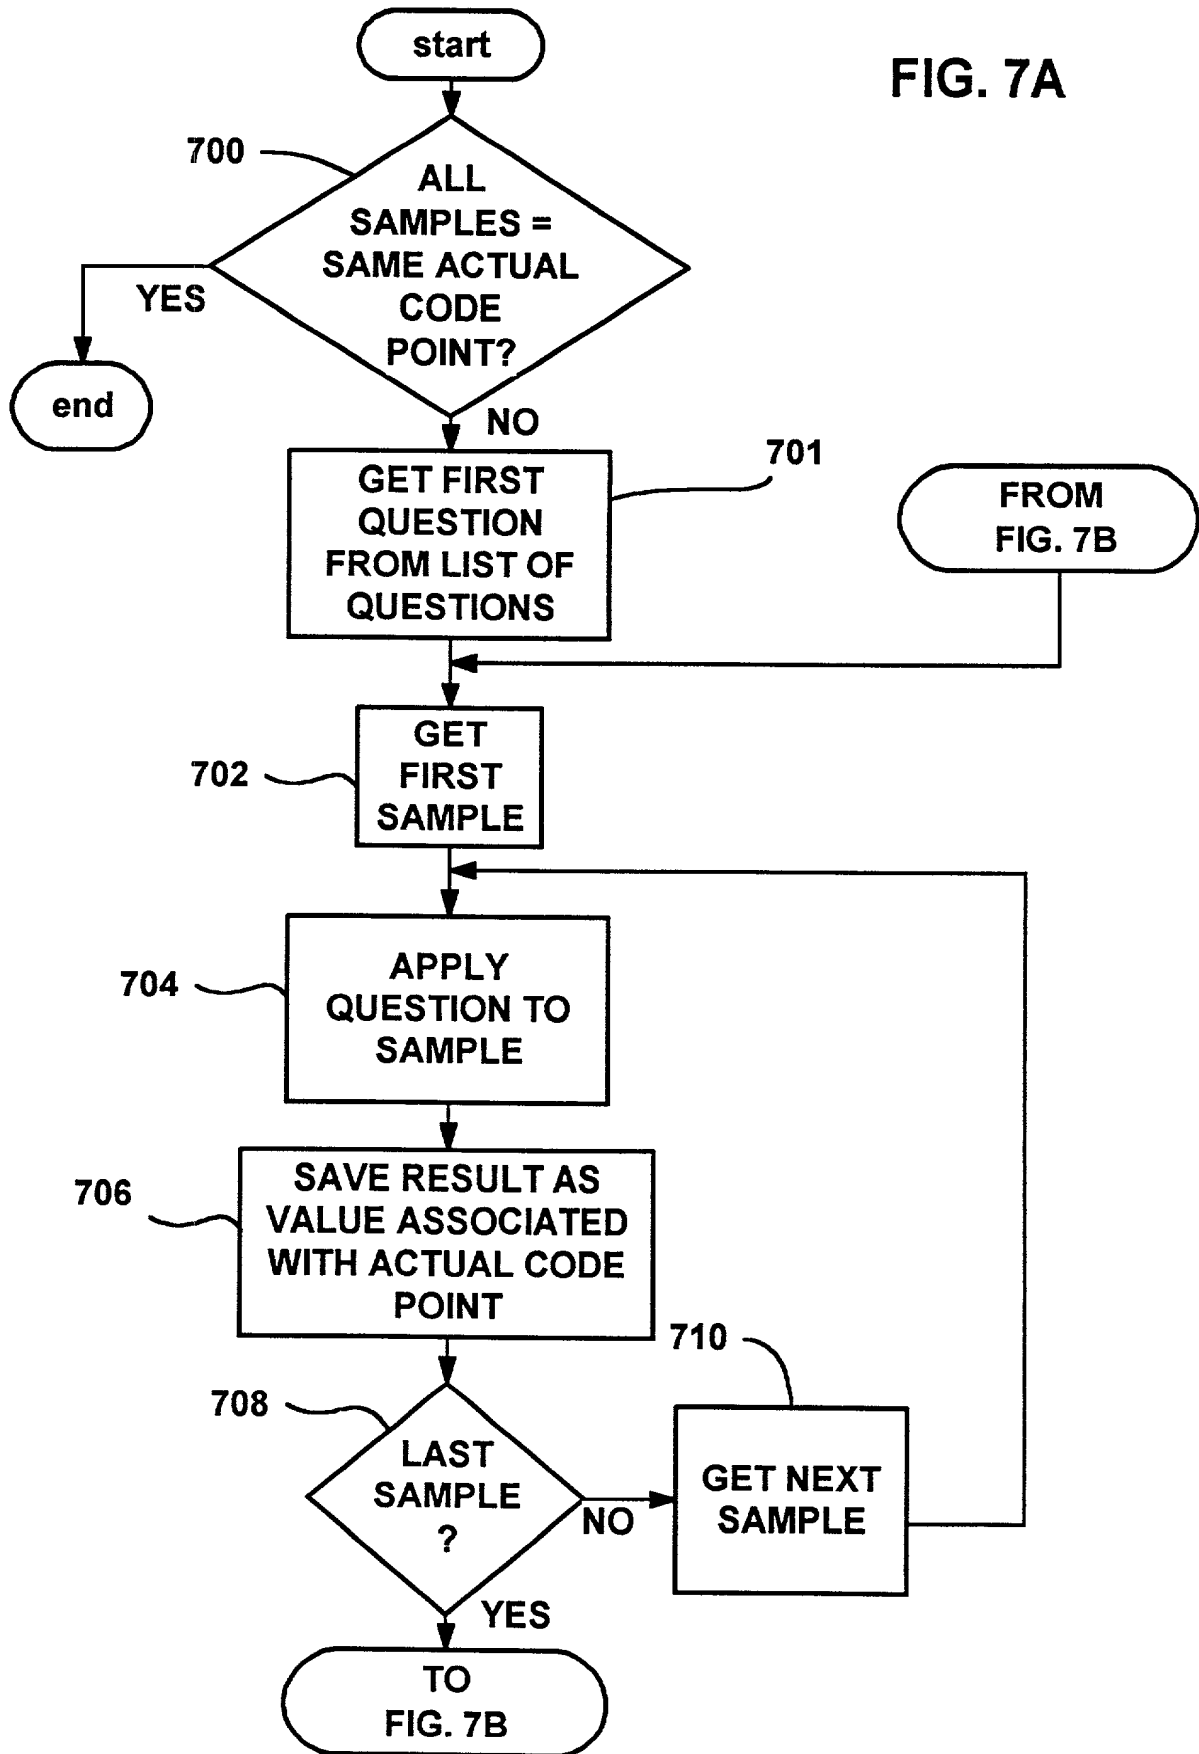 start
FIG. 7A
700
ALL
SAMPLES =
SAME ACTUAL
CODE
POINT?
YES
end
NO
701
GET FIRST
QUESTION
FROM LIST OF
QUESTIONS
FROM
FIG. 7B
702
GET
FIRST
SAMPLE
704
APPLY
QUESTION TO
SAMPLE
706
SAVE RESULT AS
VALUE ASSOCIATED
WITH ACTUAL CODE
POINT
708
LAST
SAMPLE
?
NO
710
GET NEXT
SAMPLE
YES
TO
FIG. 7B